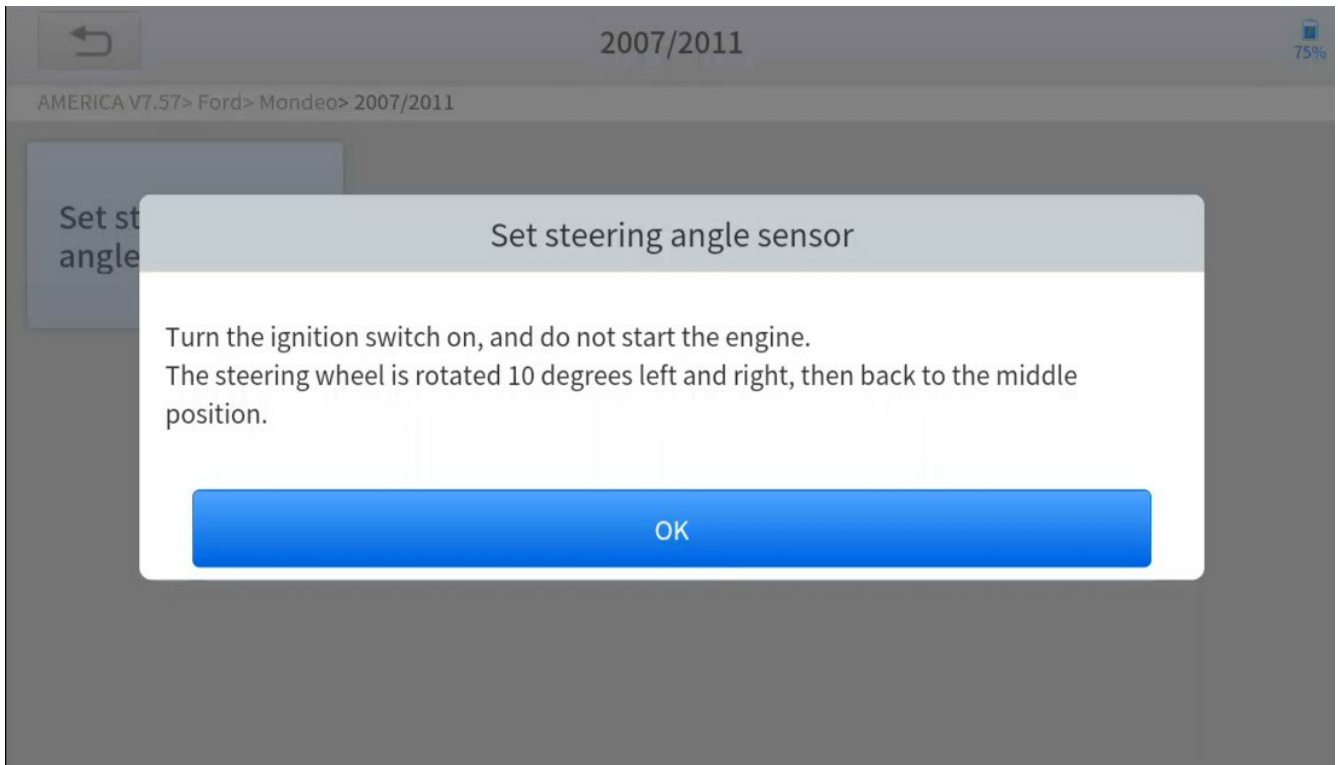 2007/2011
75%
AMERICA V7.57> Ford> Mondeo> 2007/2011
Set st
angle
Set steering angle sensor
Turn the ignition switch on, and do not start the engine.
The steering wheel is rotated 10 degrees left and right, then back to the middle
position.
OK